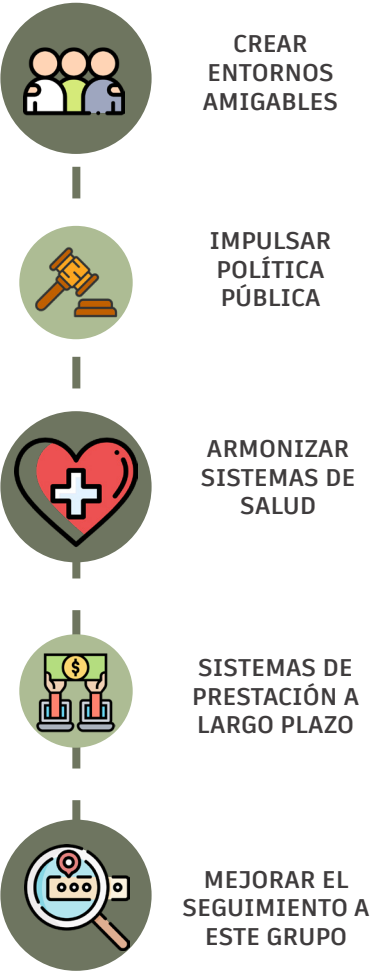 CREAR
ENTORNOS
AMIGABLES
IMPULSAR
POLÍTICA
PÚBLICA
ARMONIZAR
SISTEMAS DE
SALUD
$
SISTEMAS DE
PRESTACIÓN A
LARGO PLAZO
MEJORAR EL
SEGUIMIENTO A
ESTE GRUPO